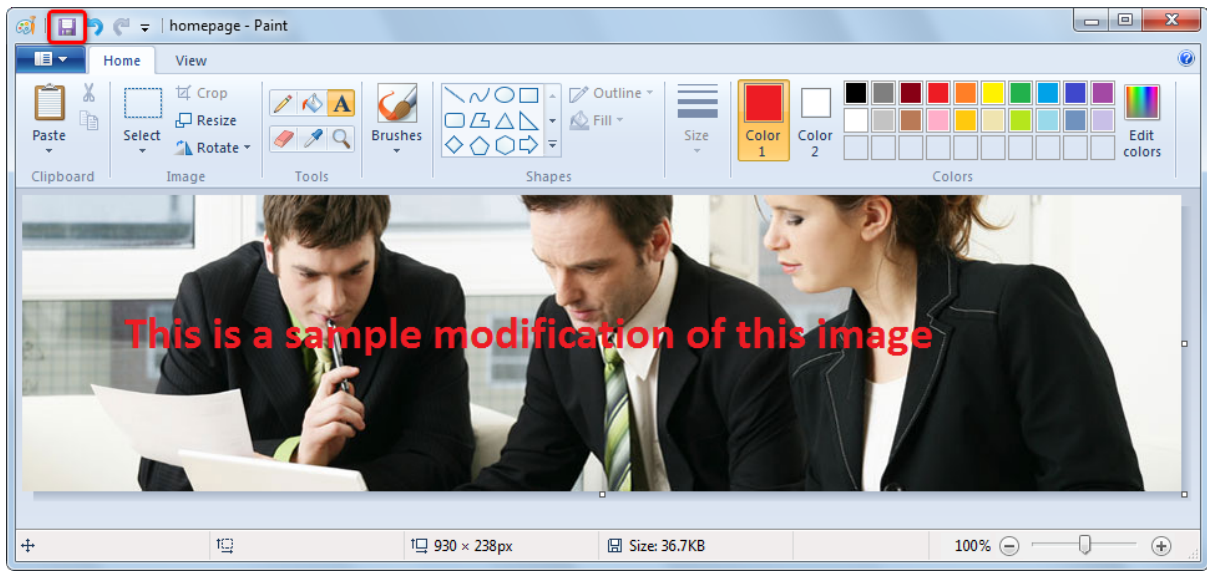 homepage - Paint
Home View
Paste
Select
Crop
Resize
Rotate
A
Brushes
Outline
Fill
Size
Color 1
Color 2
Edit colors
Clipboard Image Tools Shapes Colors
This is a sample modification of this image
930 × 238px Size: 36.7KB 100%